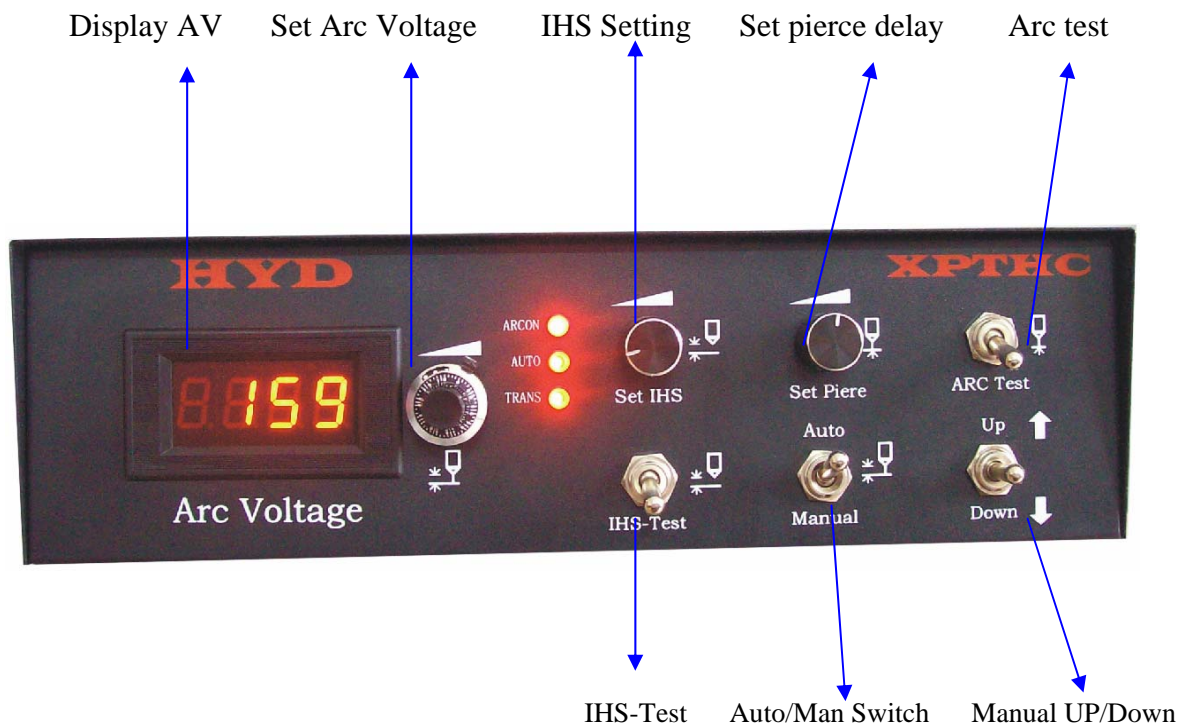 Display AV Set Arc Voltage IHS Setting Set pierce delay Arc test
HYD XPTHC
ARCON
AUTO
TRANS
159
Arc Voltage
Set IHS
Set Piere
ARC Test
IHS-Test
Auto
Manual
Up
Down
IHS-Test Auto/Man Switch Manual UP/Down